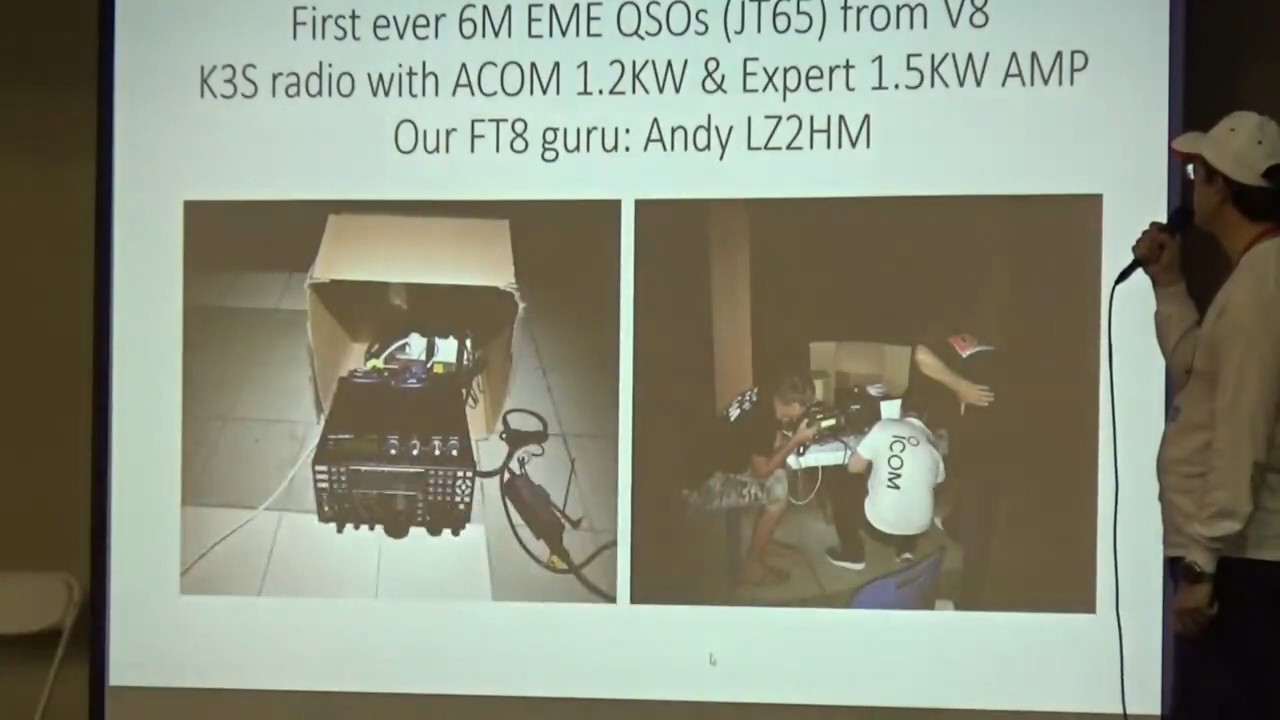 First ever 6M EME QSOs (JT65) from V8
K3S radio with ACOM 1.2KW & Expert 1.5KW AMP
Our FT8 guru: Andy LZ2HM
ICOM